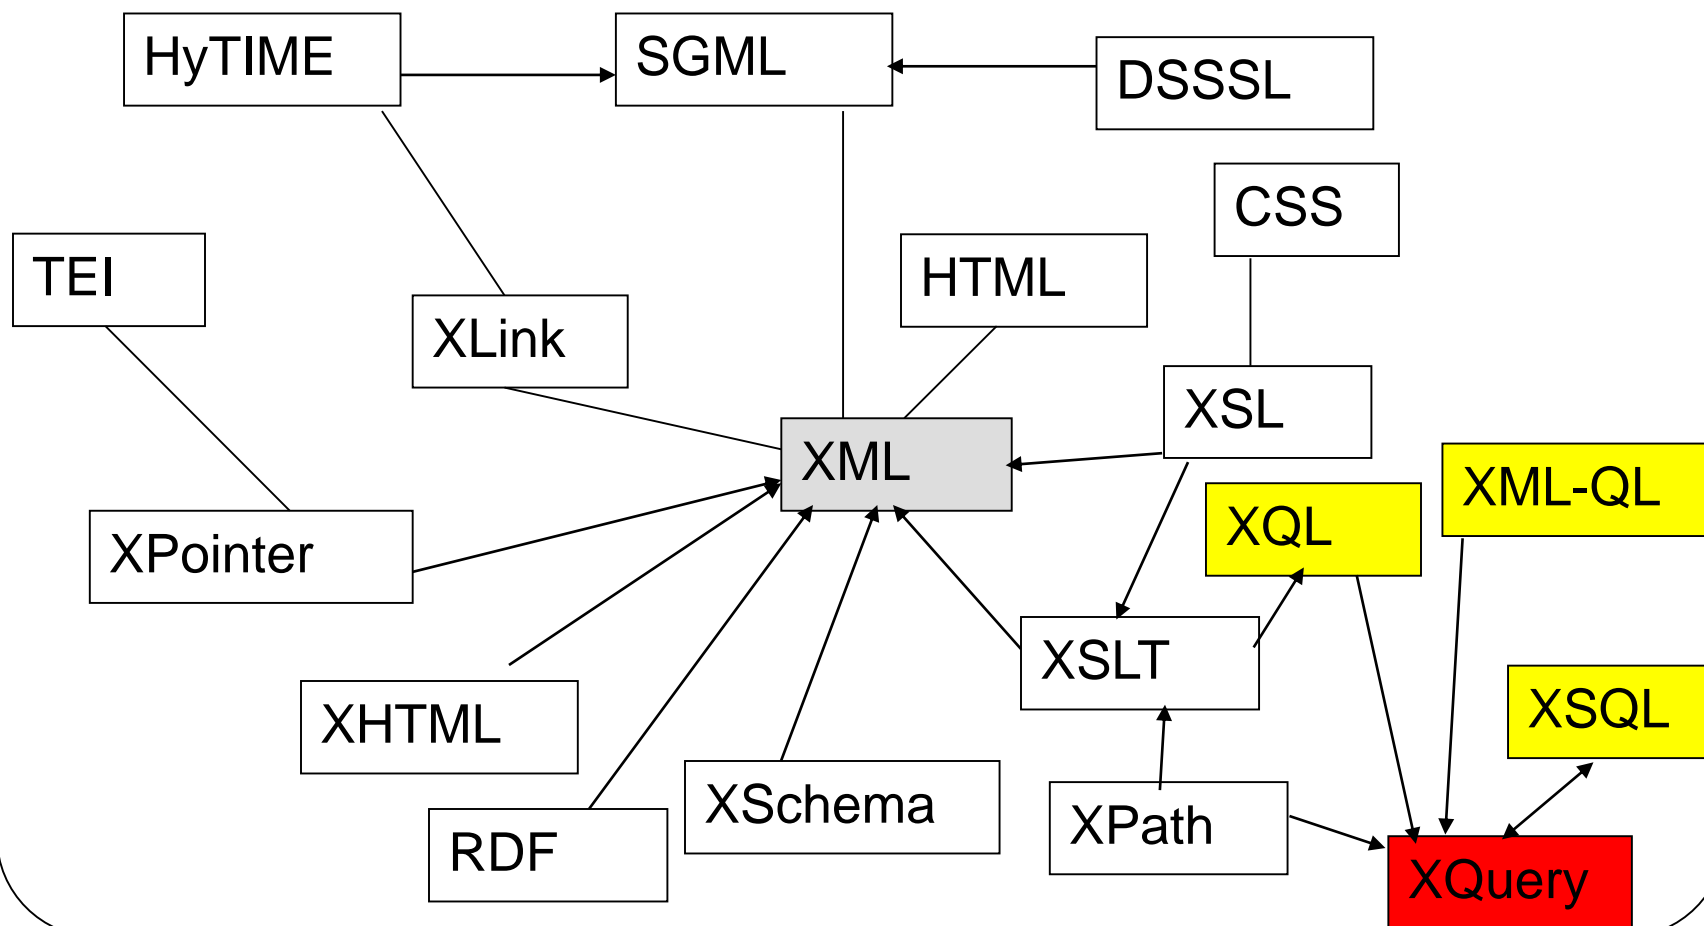 HyTIME
SGML
DSSSL
CSS
TEI
HTML
XLink
XSL
XML
XML-QL
XQL
XPointer
XSLT
XHTML
XSQL
XSchema
XPath
RDF
XQuery